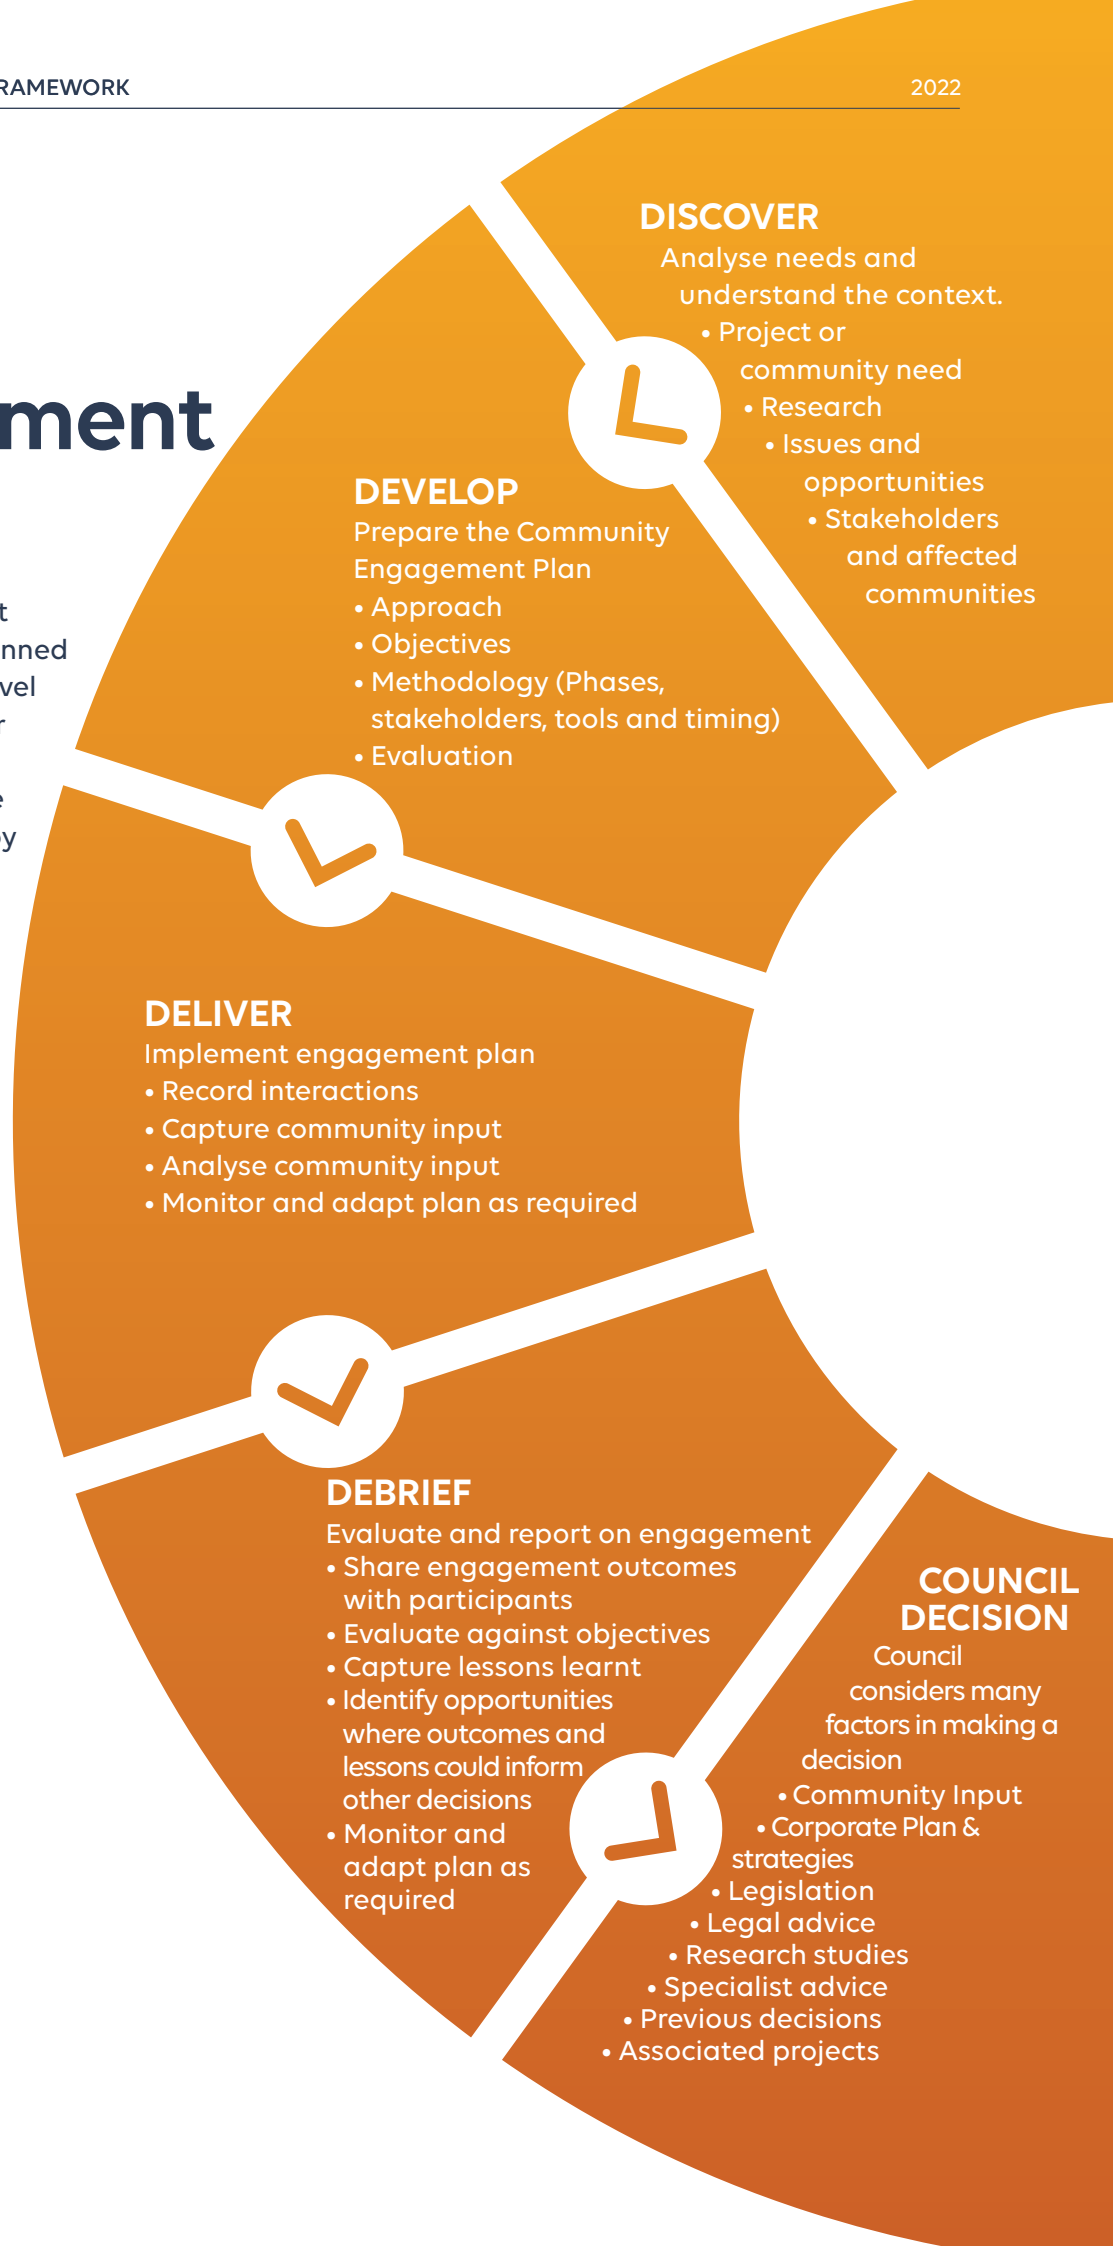 RAMEWORK
2022
ment
t
nned
vel
r
e
by
DISCOVER
Analyse needs and
understand the context.
• Project or
community need
• Research
• Issues and
opportunities
• Stakeholders
and affected
communities
DEVELOP
Prepare the Community
Engagement Plan
• Approach
• Objectives
• Methodology (Phases,
stakeholders, tools and timing)
• Evaluation
DELIVER
Implement engagement plan
• Record interactions
• Capture community input
• Analyse community input
• Monitor and adapt plan as required
DEBRIEF
Evaluate and report on engagement
• Share engagement outcomes
with participants
• Evaluate against objectives
• Capture lessons learnt
• Identify opportunities
where outcomes and
lessons could inform
other decisions
• Monitor and
adapt plan as
required
COUNCIL
DECISION
Council
considers many
factors in making a
decision
• Community Input
• Corporate Plan &
strategies
• Legislation
• Legal advice
• Research studies
• Specialist advice
• Previous decisions
• Associated projects